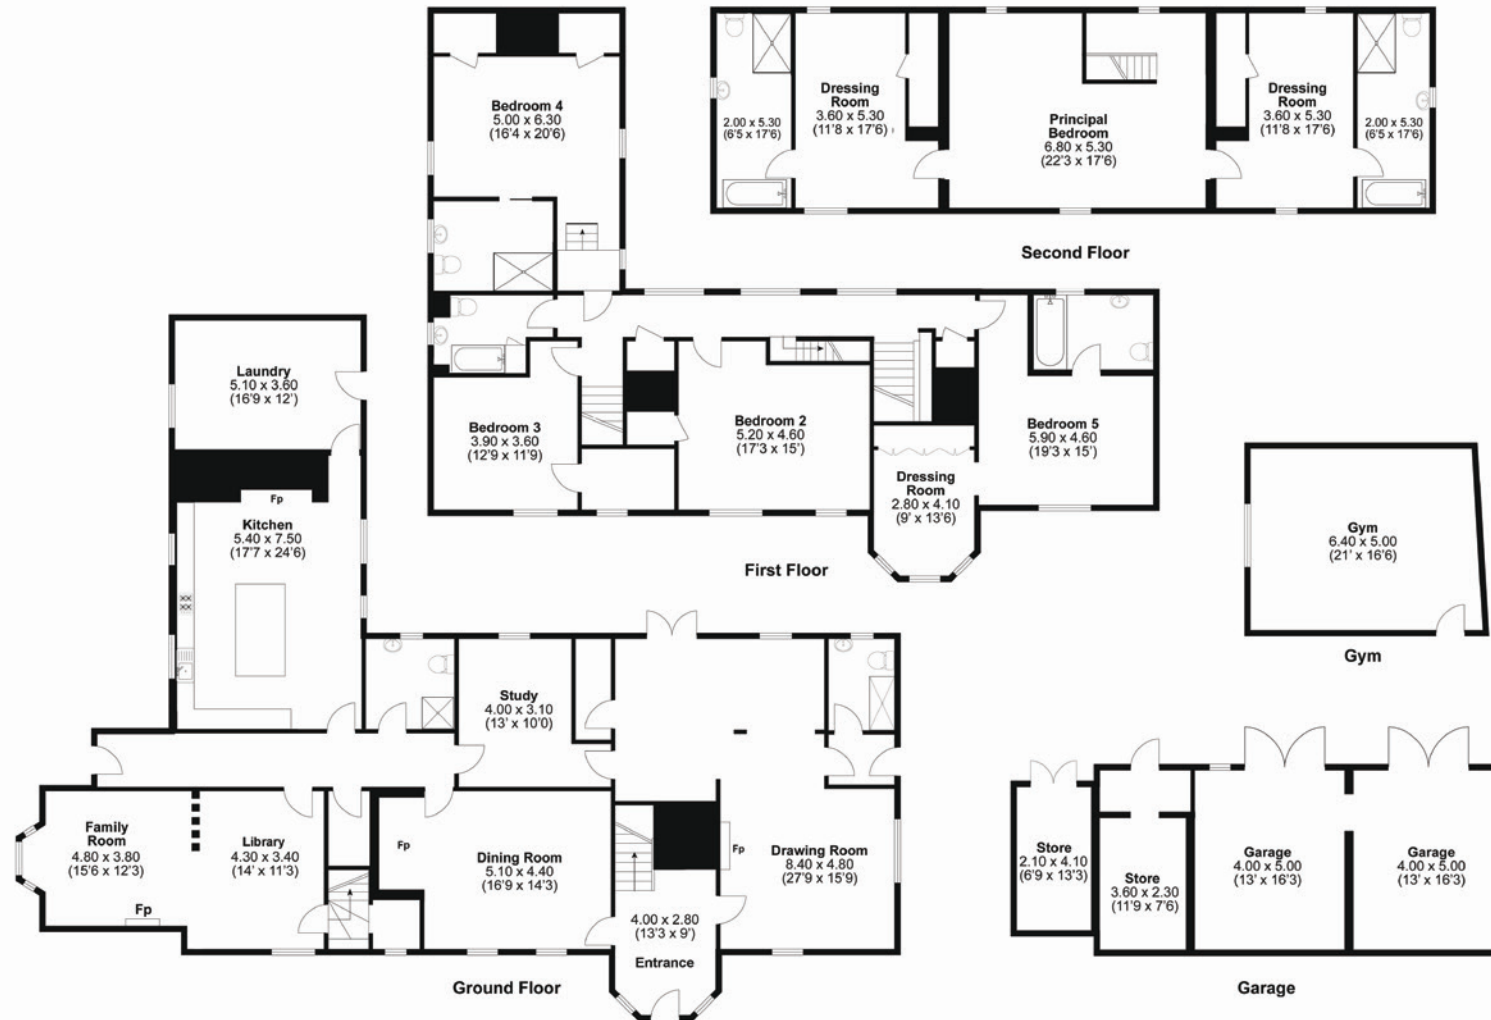 Bedroom 4
5.00 x 6.30
(16'4 x 20'6)
2.00 x 5.30
(6'5 x 17'6)
Dressing
Room
3.60 x 5.30
(11'8 x 17'6)
Principal
Bedroom
6.80 x 5.30
(22'3 x 17'6)
Dressing
Room
3.60 x 5.30
(11'8 x 17'6)
2.00 x 5.30
(6'5 x 17'6)
Second Floor
Bedroom 3
3.90 x 3.60
(12'9 x 11'9)
Bedroom 2
5.20 x 4.60
(17'3 x 15')
Dressing
Room
2.80 x 4.10
(9' x 13'6)
Bedroom 5
5.90 x 4.60
(19'3 x 15')
First Floor
Laundry
5.10 x 3.60
(16'9 x 12')
Fp
Kitchen
5.40 x 7.50
(17'7 x 24'6)
Study
4.00 x 3.10
(13' x 10'0)
Family
Room
4.80 x 3.80
(15'6 x 12'3)
Fp
Library
4.30 x 3.40
(14' x 11'3)
Fp
Dining Room
5.10 x 4.40
(16'9 x 14'3)
Fp
Drawing Room
8.40 x 4.80
(27'9 x 15'9)
4.00 x 2.80
(13'3 x 9')
Entrance
Ground Floor
Gym
6.40 x 5.00
(21' x 16'6)
Gym
Store
2.10 x 4.10
(6'9 x 13'3)
Store
3.60 x 2.30
(11'9 x 7'6)
Garage
4.00 x 5.00
(13' x 16'3)
Garage
4.00 x 5.00
(13' x 16'3)
Garage